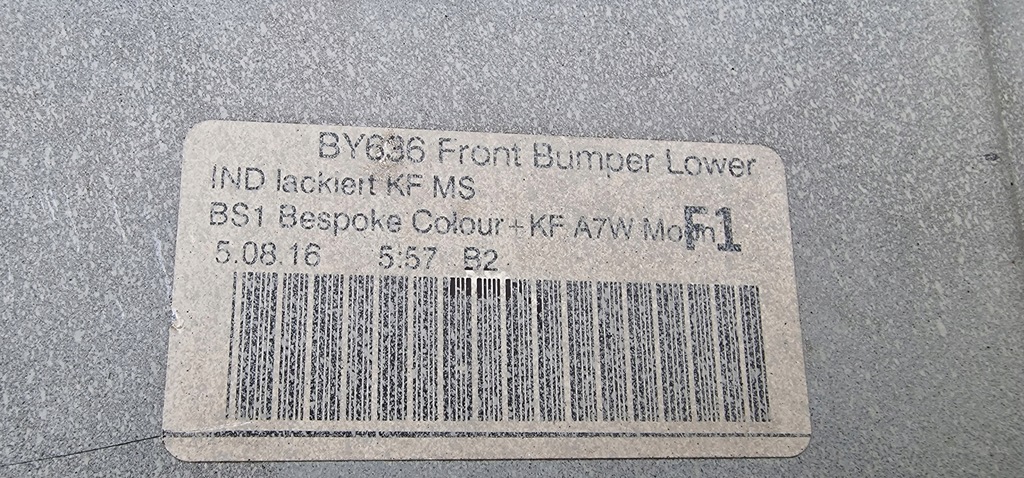 BY636 Front Bumper Lower
IND lackiert KF MS
BS1 Bespoke Colour+KF A7W
F1
5.08.16 5:57 B2